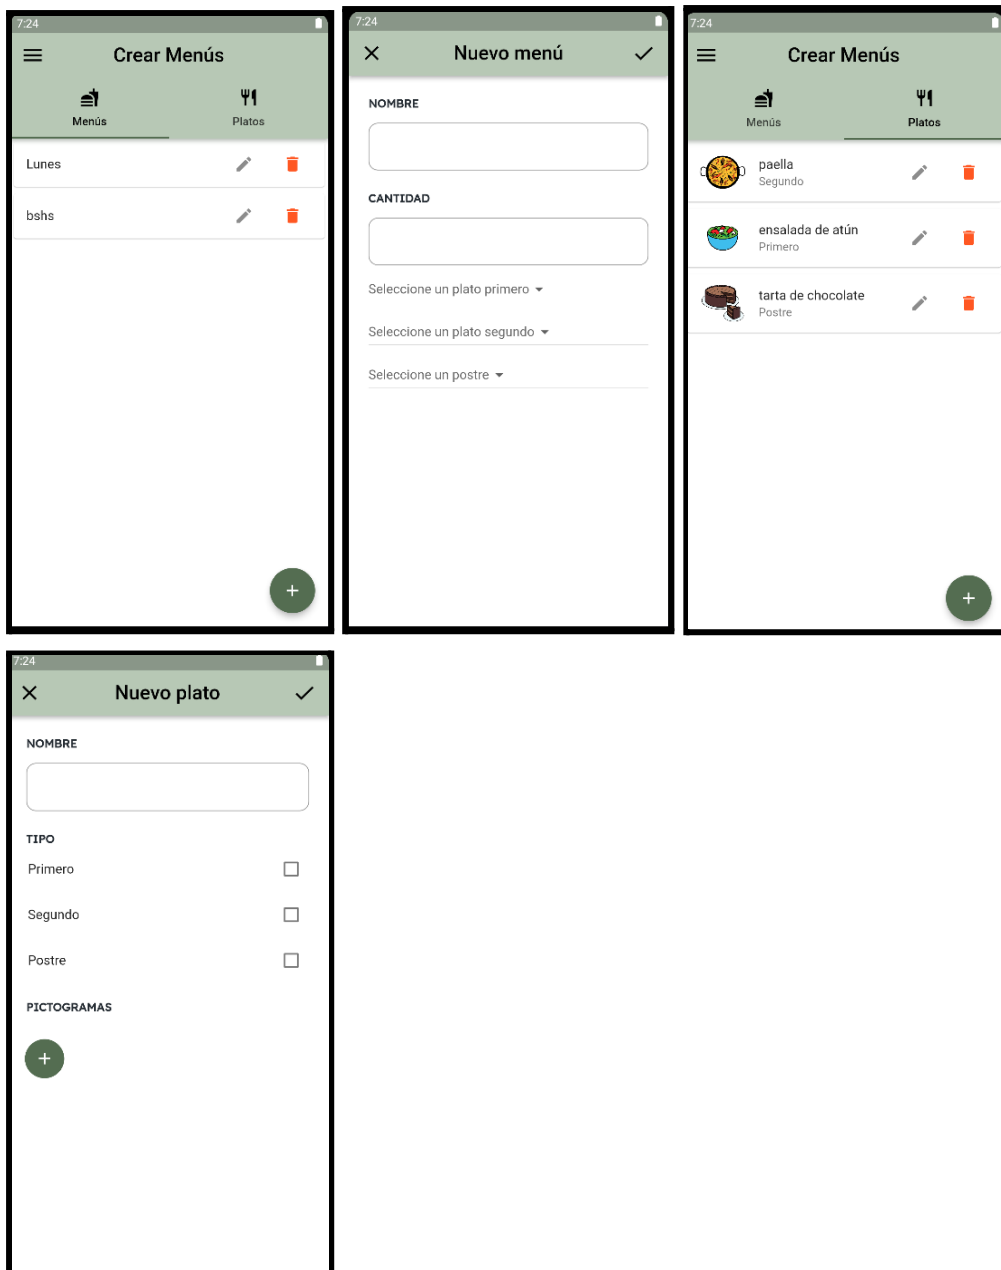 7:24
Crear Menús
Menús
Platos
Lunes
bshs
7:24
Nuevo menú
NOMBRE
CANTIDAD
Seleccione un plato primero
Seleccione un plato segundo
Seleccione un postre
7:24
Crear Menús
Menús
Platos
paella
Segundo
ensalada de atún
Primero
tarta de chocolate
Postre
7:24
Nuevo plato
NOMBRE
TIPO
Primero
Segundo
Postre
PICTOGRAMAS